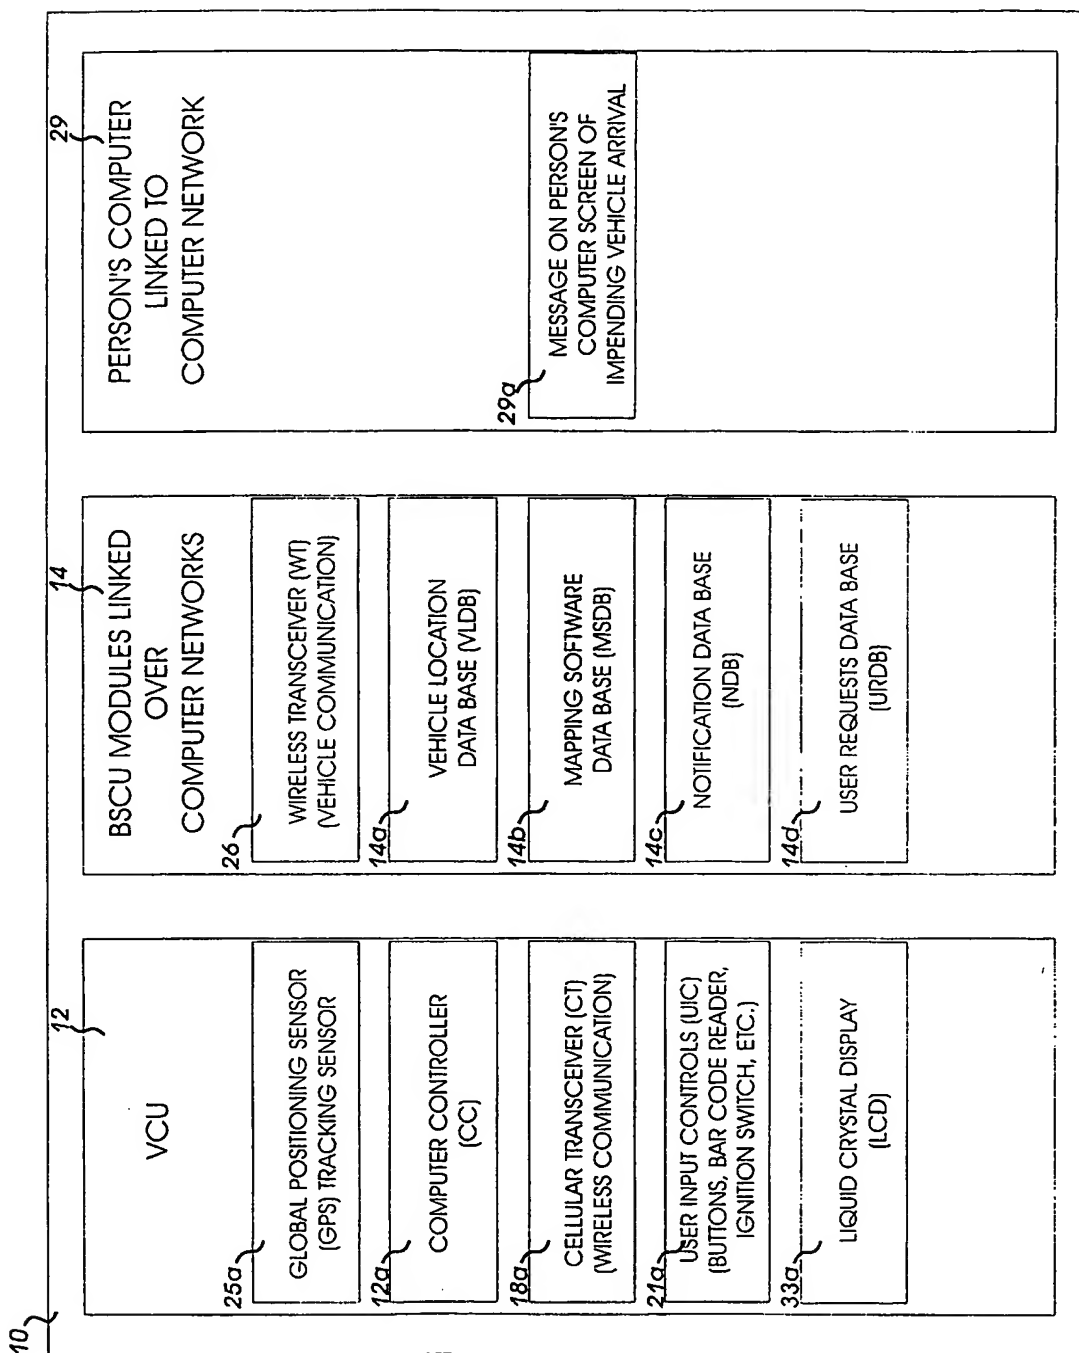 10
12
VCU
25a
GLOBAL POSITIONING SENSOR
(GPS) TRACKING SENSOR
12a
COMPUTER CONTROLLER
(CC)
18a
CELLULAR TRANSCEIVER (CT)
(WIRELESS COMMUNICATION)
21a
USER INPUT CONTROLS (UIC)
(BUTTONS, BAR CODE READER,
IGNITION SWITCH, ETC.)
33a
LIQUID CRYSTAL DISPLAY
(LCD)
14
BSCU MODULES LINKED
OVER
COMPUTER NETWORKS
26
WIRELESS TRANSCEIVER (WT)
(VEHICLE COMMUNICATION)
14a
VEHICLE LOCATION
DATA BASE (VLDB)
14b
MAPPING SOFTWARE
DATA BASE (MSDB)
14c
NOTIFICATION DATA BASE
(NDB)
14d
USER REQUESTS DATA BASE
(URDB)
29
PERSON'S COMPUTER
LINKED TO
COMPUTER NETWORK
29a
MESSAGE ON PERSON'S
COMPUTER SCREEN OF
IMPENDING VEHICLE ARRIVAL